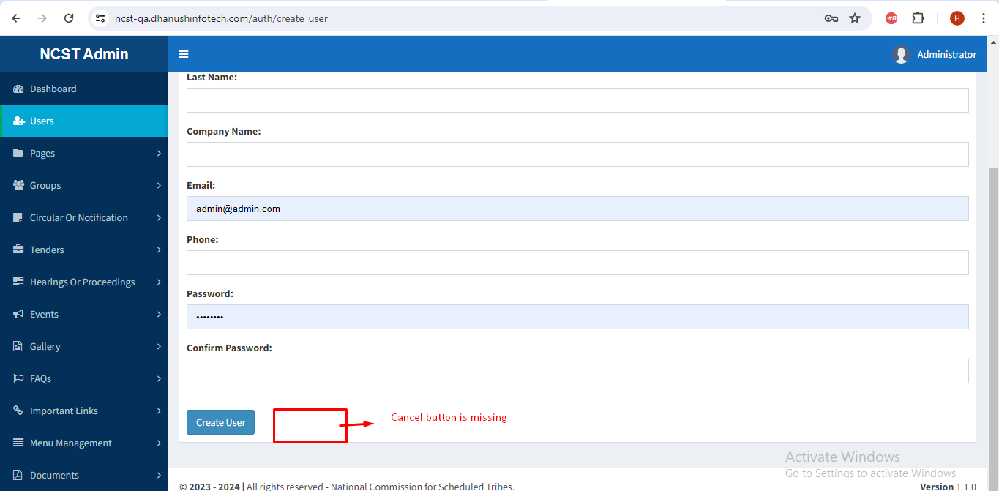 ncst-qa.dhanushinfotech.com/auth/create_user
H
NCST Admin
Administrator
Dashboard
Users
Pages
Groups
Circular Or Notification
Tenders
Hearings Or Proceedings
Events
Gallery
FAQs
Important Links
Menu Management
Documents
Last Name:
Company Name:
Email:
admin@admin.com
Phone:
Password:
••••••••
Confirm Password:
Create User
Cancel button is missing
Activate Windows
Go to Settings to activate Windows.
© 2023 - 2024 | All rights reserved - National Commission for Scheduled Tribes.
Version 1.1.0